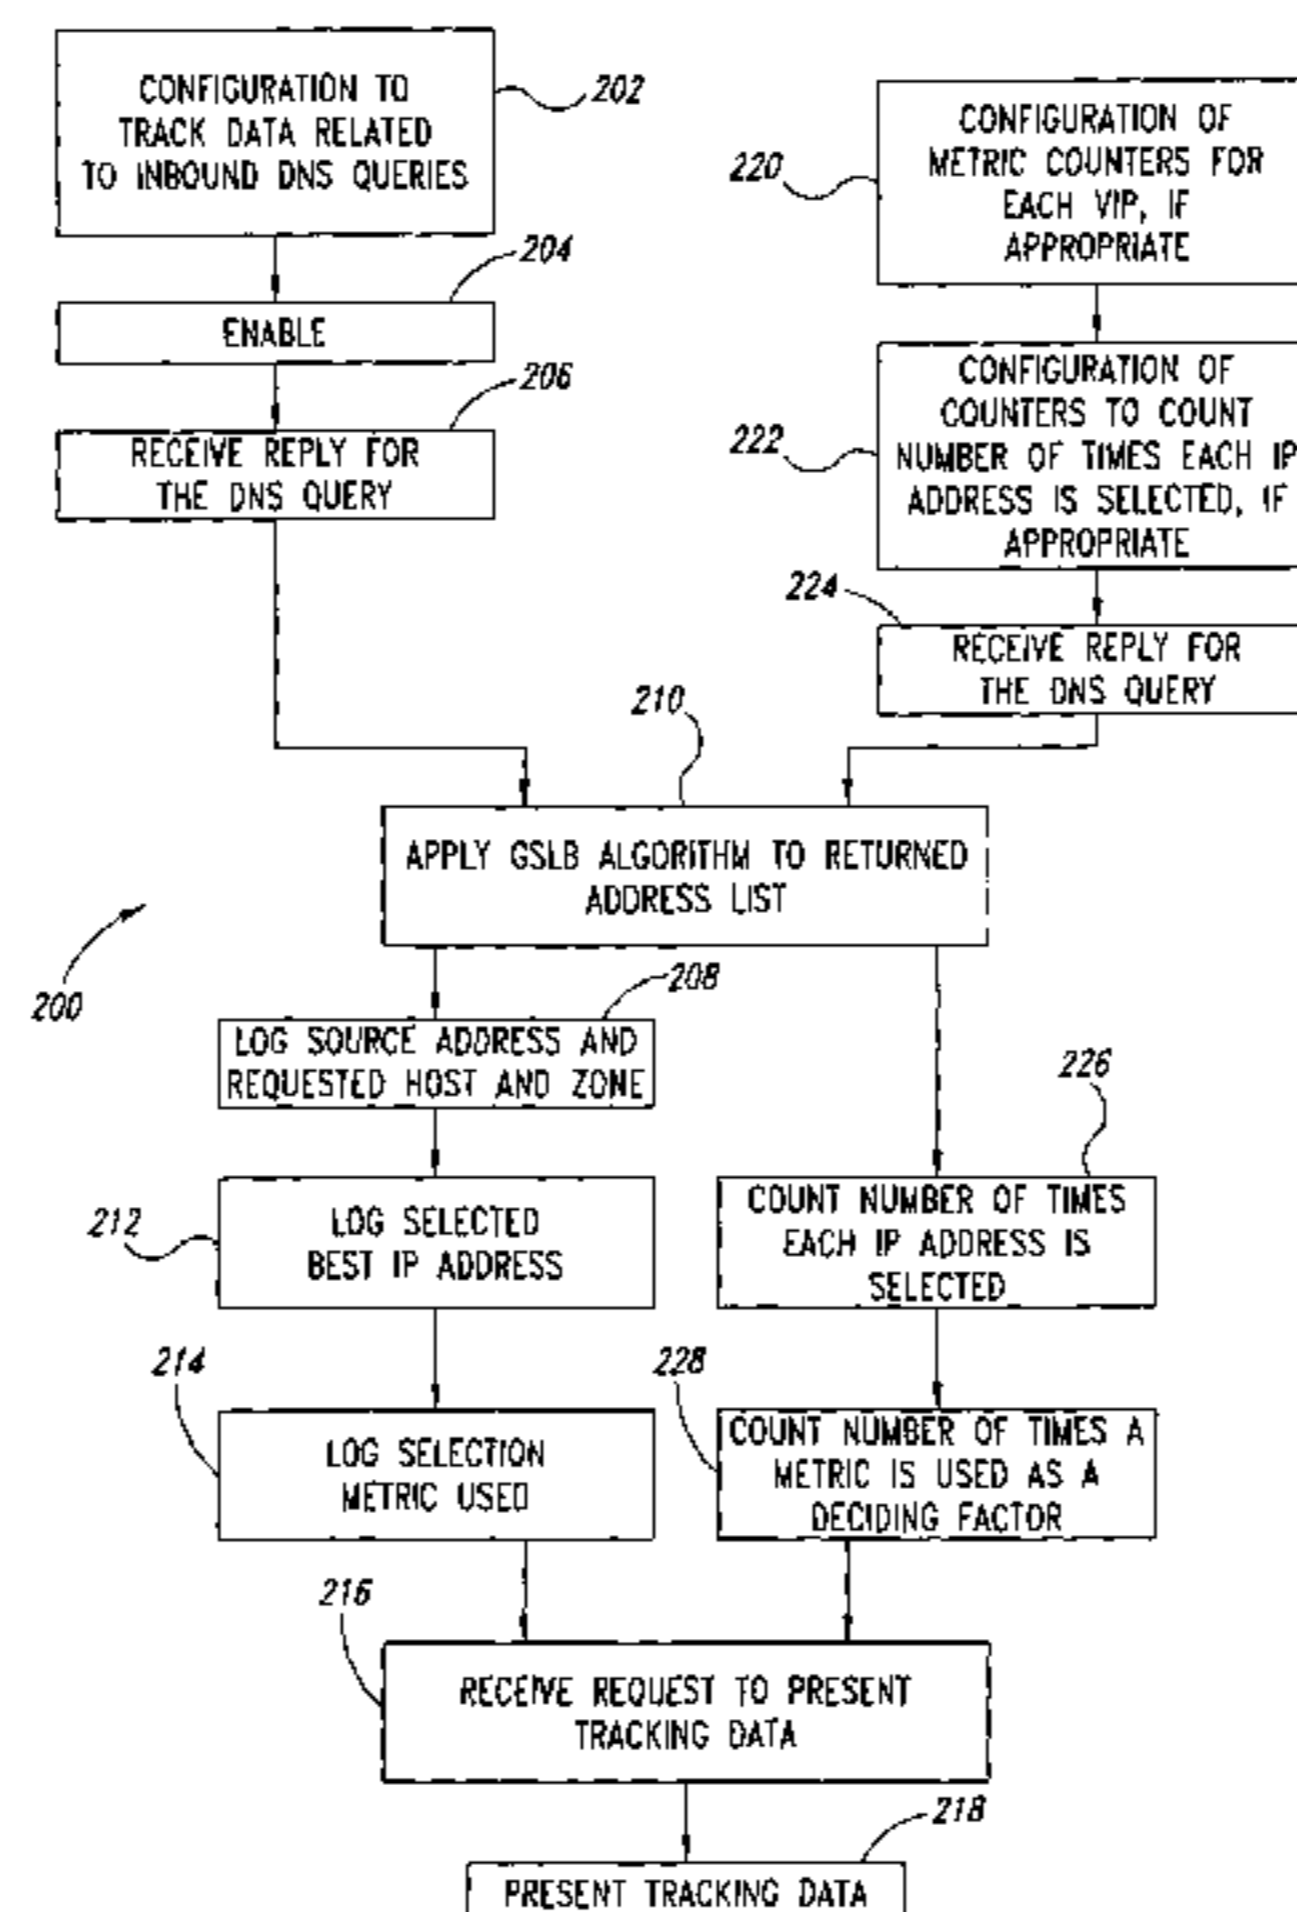 CONFIGURATION TO
TRACK DATA RELATED
TO INBOUND DNS QUERIES
202
204
ENABLE
206
RECEIVE REPLY FOR
THE DNS QUERY
220
CONFIGURATION OF
METRIC COUNTERS FOR
EACH VIP, IF
APPROPRIATE
222
CONFIGURATION OF
COUNTERS TO COUNT
NUMBER OF TIMES EACH IP
ADDRESS IS SELECTED, IF
APPROPRIATE
224
RECEIVE REPLY FOR
THE DNS QUERY
210
APPLY GSLB ALGORITHM TO RETURNED
ADDRESS LIST
200
208
LOG SOURCE ADDRESS AND
REQUESTED HOST AND ZONE
212
LOG SELECTED
BEST IP ADDRESS
214
LOG SELECTION
METRIC USED
226
COUNT NUMBER OF TIMES
EACH IP ADDRESS IS
SELECTED
228
COUNT NUMBER OF TIMES A
METRIC IS USED AS A
DECIDING FACTOR
216
RECEIVE REQUEST TO PRESENT
TRACKING DATA
218
PRESENT TRACKING DATA